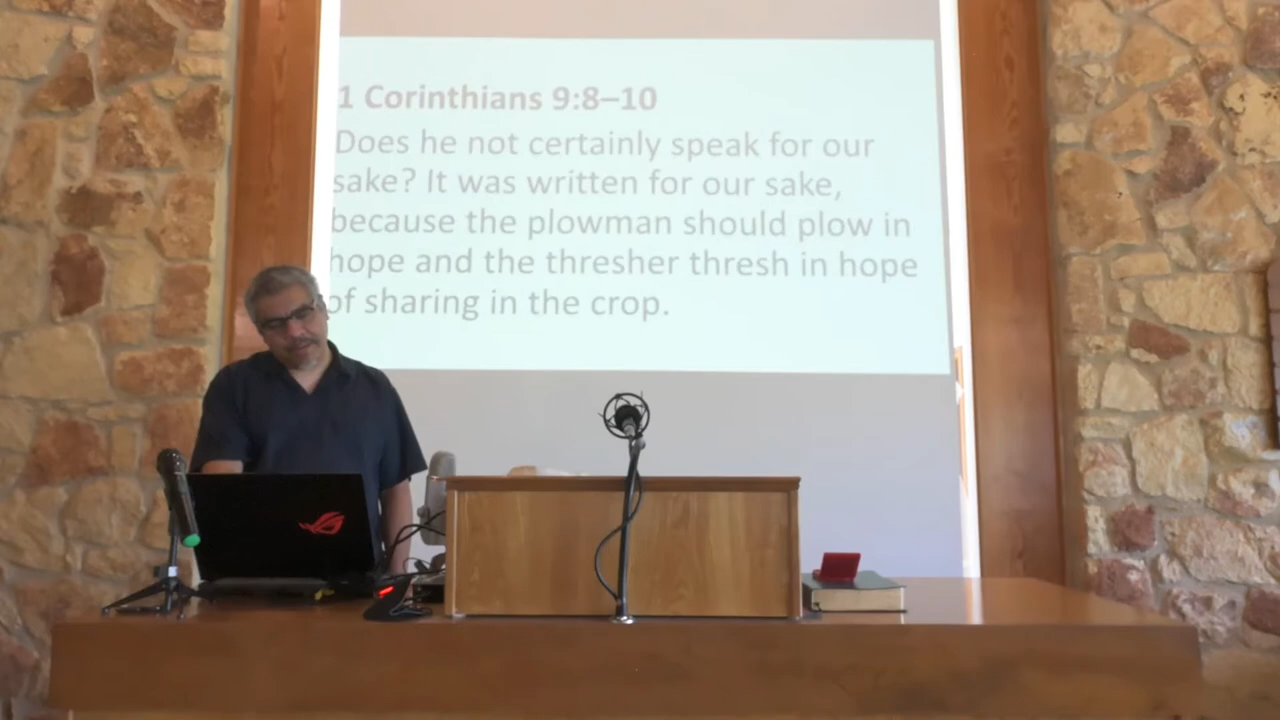 1 Corinthians 9:8–10
Does he not certainly speak for our
sake? It was written for our sake,
because the plowman should plow in
hope and the thresher thresh in hope
of sharing in the crop.